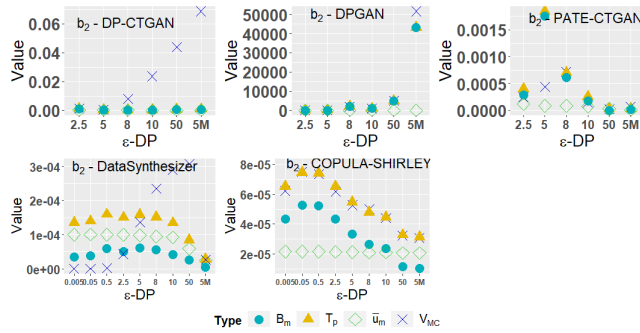 b₂ - DP-CTGAN
Value
0.06
0.04
0.02
0.00
2.5 5 8 10 50 5M
ε-DP
b₂ - DPGAN
Value
50000
40000
30000
20000
10000
0
2.5 5 8 10 50 5M
ε-DP
b₂ - PATE-CTGAN
Value
0.0015
0.0010
0.0005
0.0000
2.5 5 8 10 50 5M
ε-DP
b₂ - DataSynthesizer
Value
3e-04
2e-04
1e-04
0e+00
0.005 0.05 0.5 2.5 5 8 10 50 5M
ε-DP
b₂ - COPULA-SHIRLEY
Value
8e-05
6e-05
4e-05
2e-05
0.005 0.05 0.5 2.5 5 8 10 50 5M
ε-DP
Type Bₘ Tₚ ūₘ V_MC